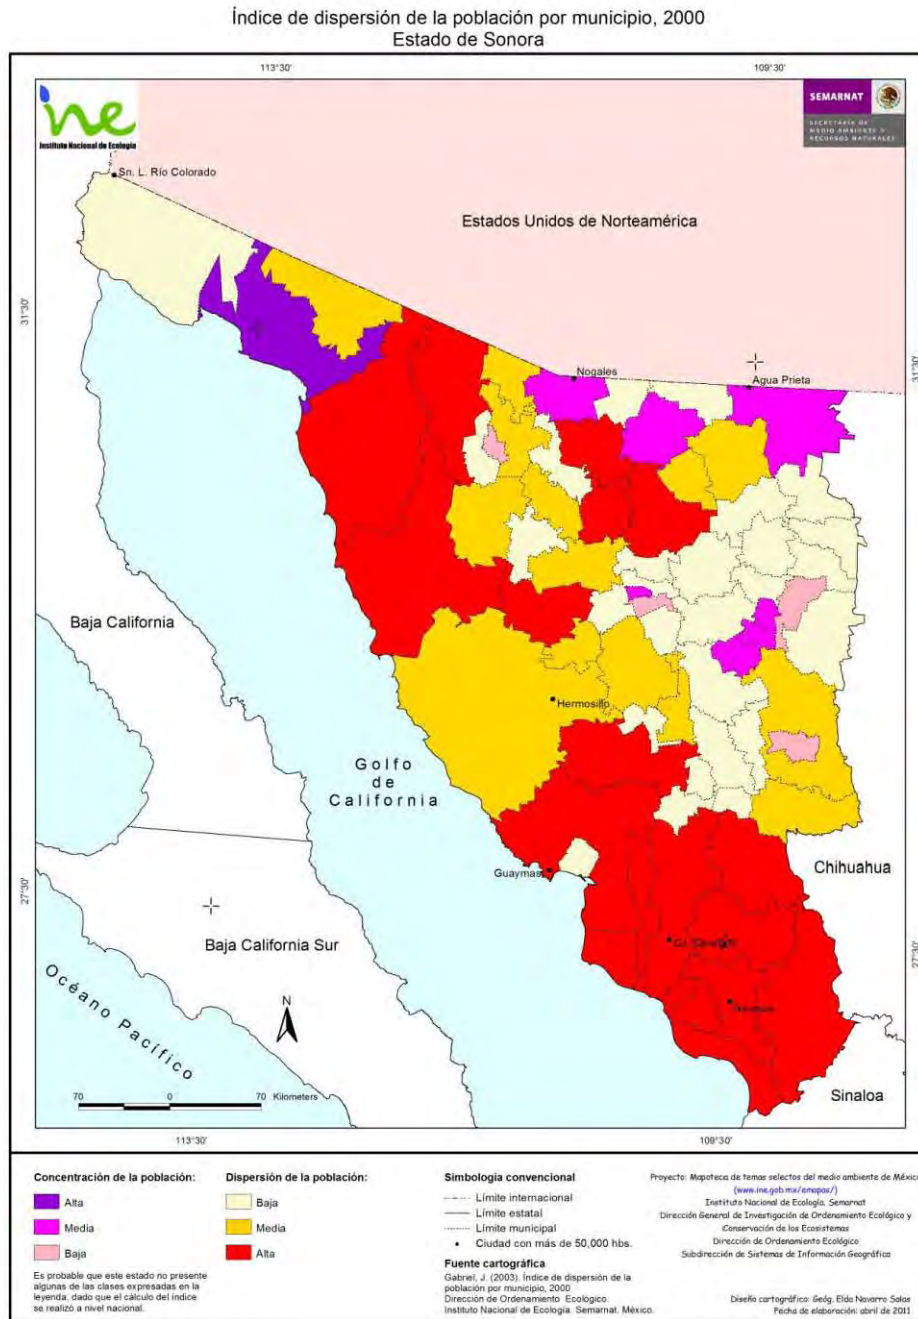 Índice de dispersión de la población por municipio, 2000
Estado de Sonora
113°30'
109°30'
ine
Instituto Nacional de Ecología
SEMARNAT
SECRETARÍA DE
MEDIO AMBIENTE Y
RECURSOS NATURALES
Sn. L. Río Colorado
Estados Unidos de Norteamérica
31°30'
31°30'
Nogales
Agua Prieta
Baja California
Hermosillo
Golfo
de
California
Guaymas
Chihuahua
27°30'
27°30'
Baja California Sur
Océano Pacífico
N
70
0
70
Kilometers
Sinaloa
113°30'
109°30'
Concentración de la población:
Alta
Media
Baja
Es probable que este estado no presente
algunas de las clases expresadas en la
leyenda, dado que el cálculo del índice
se realizó a nivel nacional.
Dispersión de la población:
Baja
Media
Alta
Simbología convencional
Límite internacional
Límite estatal
Límite municipal
Ciudad con más de 50,000 hbs.
Fuente cartográfica
Gabriel, J. (2003). Índice de dispersión de la
población por municipio, 2000
Dirección de Ordenamiento Ecológico.
Instituto Nacional de Ecología. Semarnat. México.
Proyecto: Mapoteca de temas selectos del medio ambiente de México
(www.ine.gob.mx/emapas/)
Instituto Nacional de Ecología, Semarnat
Dirección General de Investigación de Ordenamiento Ecológico y
Conservación de los Ecosistemas
Dirección de Ordenamiento Ecológico
Subdirección de Sistemas de Información Geográfica
Diseño cartográfico: Geóg. Elda Navarro Salas
Fecha de elaboración: abril de 2011